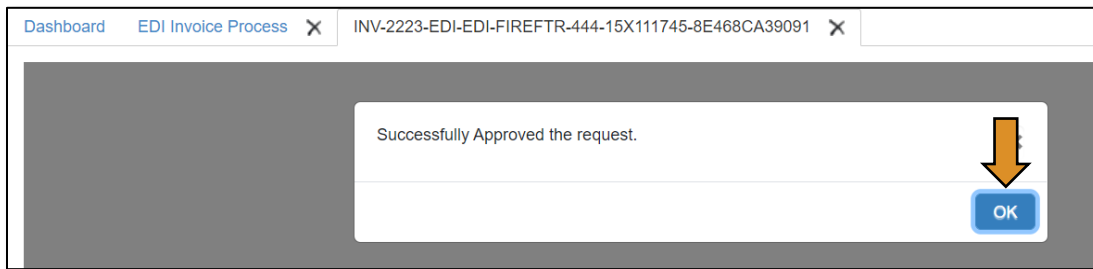 Dashboard EDI Invoice Process INV-2223-EDI-EDI-FIREFTR-444-15X111745-8E468CA39091
Successfully Approved the request.
OK